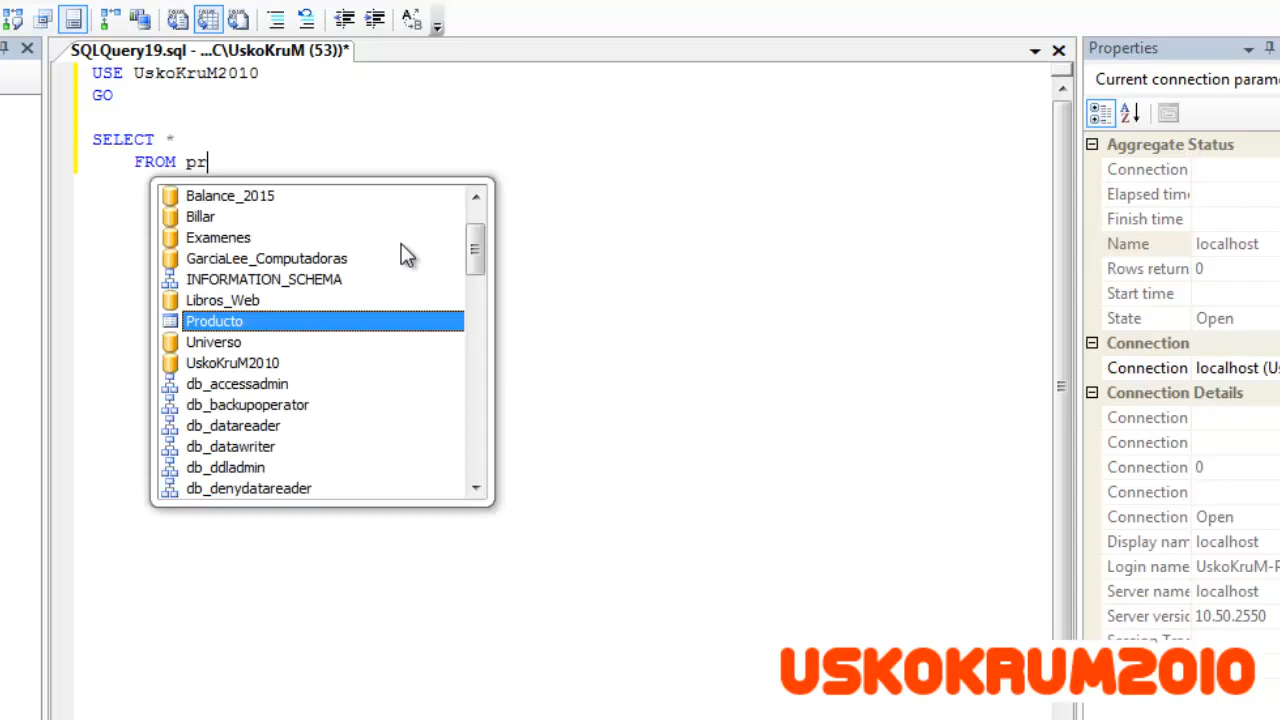 SQLQuery19.sql - ...C\UskoKruM (53))*
USE UskoKruM2010
GO
SELECT *
FROM pr
Balance_2015
Billar
Examenes
GarciaLee_Computadoras
INFORMATION_SCHEMA
Libros_Web
Producto
Universo
UskoKruM2010
db_accessadmin
db_backupoperator
db_datareader
db_datawriter
db_ddladmin
db_denydatareader
Properties
Current connection param
Aggregate Status
Connection
Elapsed time
Finish time
Name localhost
Rows return 0
Start time
State Open
Connection
Connection localhost (Us
Connection Details
Connection
Connection
Connection 0
Connection
Connection Open
Display nam localhost
Login name UskoKruM-P
Server name localhost
Server versic 10.50.2550
USKOKRUM2010